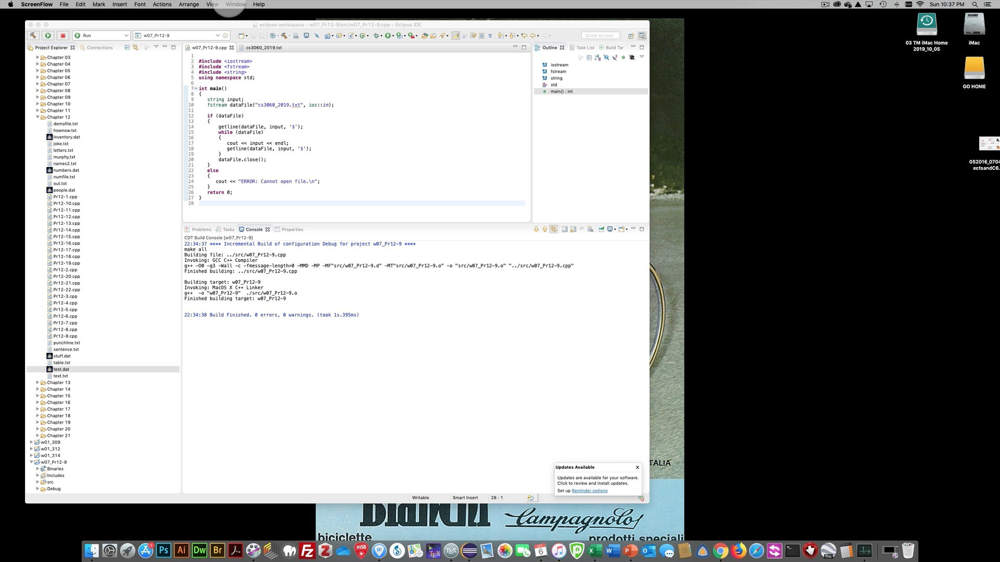 ScreenFlow File Edit Mark Insert Font Actions Arrange View Window Help
Sun 10:37 PM
eclipse-workspace - w07_Pr12-9/src/w07_Pr12-9.cpp - Eclipse IDE
Run
w07_Pr12-9
Quick Access
Project Explorer
Connections
Chapter 03
Chapter 04
Chapter 05
Chapter 06
Chapter 07
Chapter 08
Chapter 09
Chapter 10
Chapter 11
Chapter 12
demofile.txt
hownow.txt
Inventory.dat
joke.txt
letters.txt
murphy.txt
names2.txt
numbers.dat
numfile.txt
out.txt
people.dat
Pr12-1.cpp
Pr12-10.cpp
Pr12-11.cpp
Pr12-12.cpp
Pr12-13.cpp
Pr12-14.cpp
Pr12-15.cpp
Pr12-16.cpp
Pr12-17.cpp
Pr12-18.cpp
Pr12-19.cpp
Pr12-2.cpp
Pr12-20.cpp
Pr12-21.cpp
Pr12-22.cpp
Pr12-3.cpp
Pr12-4.cpp
Pr12-5.cpp
Pr12-6.cpp
Pr12-7.cpp
Pr12-8.cpp
Pr12-9.cpp
punchline.txt
sentence.txt
stuff.dat
table.txt
test.dat
text.txt
Chapter 13
Chapter 14
Chapter 15
Chapter 16
Chapter 17
Chapter 18
Chapter 19
Chapter 20
Chapter 21
w01_309
w01_312
w01_314
w07_Pr12-9
Binaries
Includes
src
Debug
w07_Pr12-9.cpp
cs3060_2019.txt
1
2 #include <iostream>
3 #include <fstream>
4 #include <string>
5 using namespace std;
6
7 int main()
8 {
9 string input;
10 fstream dataFile("cs3060_2019.txt", ios::in);
11
12 if (dataFile)
13 {
14 getline(dataFile, input, '$');
15 while (dataFile)
16 {
17 cout << input << endl;
18 getline(dataFile, input, '$');
19 }
20 dataFile.close();
21 }
22 else
23 {
24 cout << "ERROR: Cannot open file.\n";
25 }
26 return 0;
27 }
28
Outline
Task List
Build Tar
iostream
fstream
string
std
main() : int
Problems
Tasks
Console
Properties
CDT Build Console [w07_Pr12-9]
22:34:37 **** Incremental Build of configuration Debug for project w07_Pr12-9 ****
make all
Building file: ../src/w07_Pr12-9.cpp
Invoking: GCC C++ Compiler
g++ -O0 -g3 -Wall -c -fmessage-length=0 -MMD -MP -MF"src/w07_Pr12-9.d" -MT"src/w07_Pr12-9.o" -o "src/w07_Pr12-9.o" "../src/w07_Pr12-9.cpp"
Finished building: ../src/w07_Pr12-9.cpp
Building target: w07_Pr12-9
Invoking: MacOS X C++ Linker
g++ -o "w07_Pr12-9" ./src/w07_Pr12-9.o
Finished building target: w07_Pr12-9
22:34:38 Build Finished. 0 errors, 0 warnings. (took 1s.395ms)
Updates Available
Updates are available for your software.
Click to review and install updates.
Set up Reminder options
Writable
Smart Insert
28 : 1
03 TM iMac Home
2019_10_05
iMac
GO HOME
052016_0704
ectsandC6.
TALIA
Bianchi
Campagnolo
biciclette
prodotti speciali
Ps
Ai
Dw
Br
Fz
Z
mSB
gp
TEX
TEX
OCT
6
X
W
P
Pro